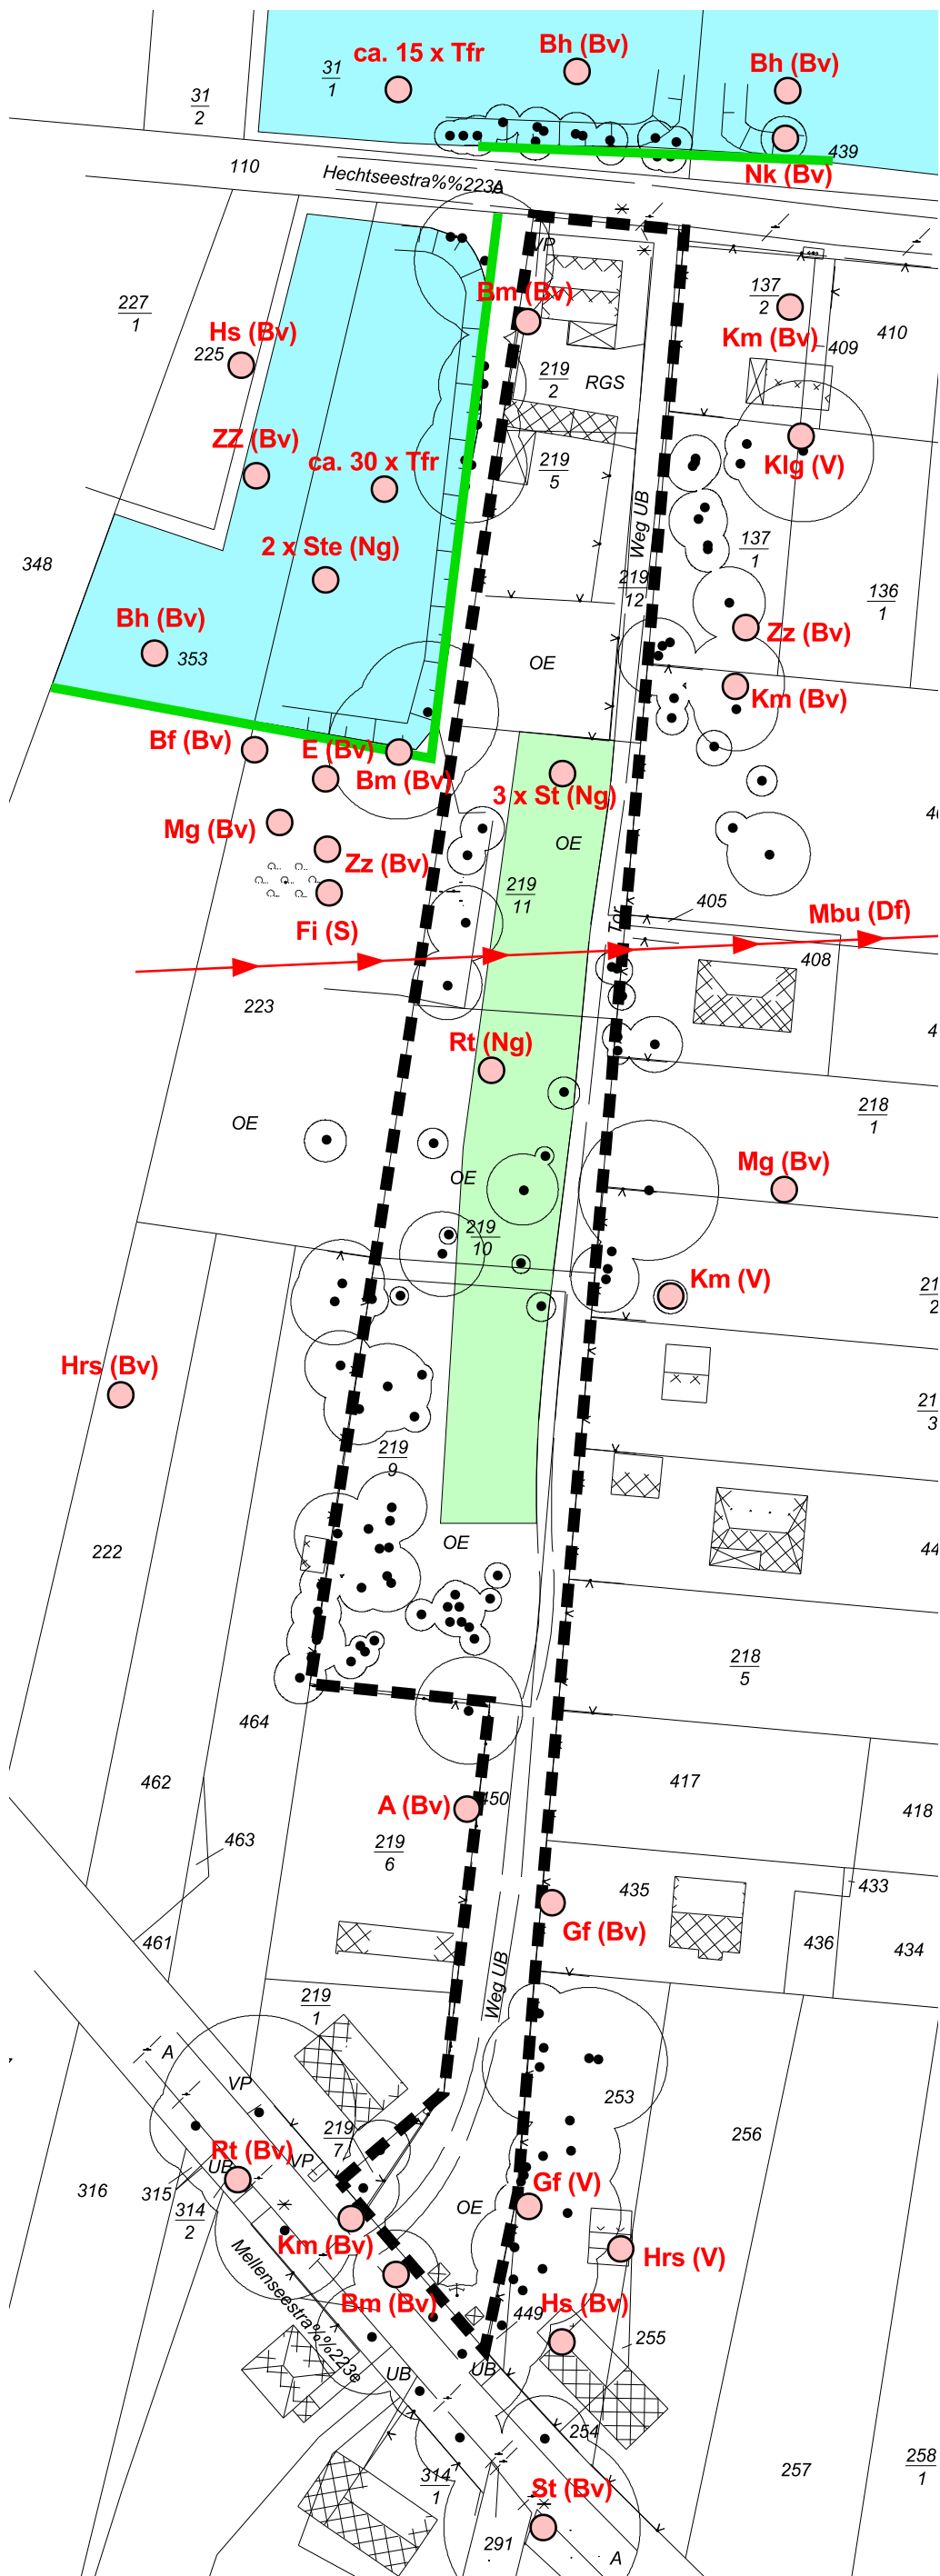 ca. 15 x Tfr
Bh (Bv)
Bh (Bv)
31
1
31
2
439
110
Hechtseestra%%223e
A
Nk (Bv)
VP
227
1
Hs (Bv)
225
Bm (Bv)
137
2
Km (Bv)
410
409
219
2
RGS
ZZ (Bv)
ca. 30 x Tfr
219
5
Klg (V)
Weg UB
137
1
348
2 x Ste (Ng)
219
12
136
1
Bh (Bv)
353
Zz (Bv)
OE
Km (Bv)
Bf (Bv)
E (Bv)
Bm (Bv)
3 x St (Ng)
Mg (Bv)
OE
Zz (Bv)
219
11
405
Fi (S)
Tor
Mbu (Df)
408
223
Rt (Ng)
OE
218
1
Mg (Bv)
OE
219
10
Km (V)
Hrs (Bv)
219
9
222
OE
44
218
5
464
462
417
A (Bv)
450
418
463
219
6
435
433
461
Gf (Bv)
436
434
Weg UB
219
1
A
VP
253
219
7
256
Rt (Bv)
UB
VP
316
315
314
2
Gf (V)
OE
Km (Bv)
Hrs (V)
Mellenseestra%%223e
Bm (Bv)
Hs (Bv)
449
255
UB
UB
254
314
1
257
258
1
St (Bv)
291
A